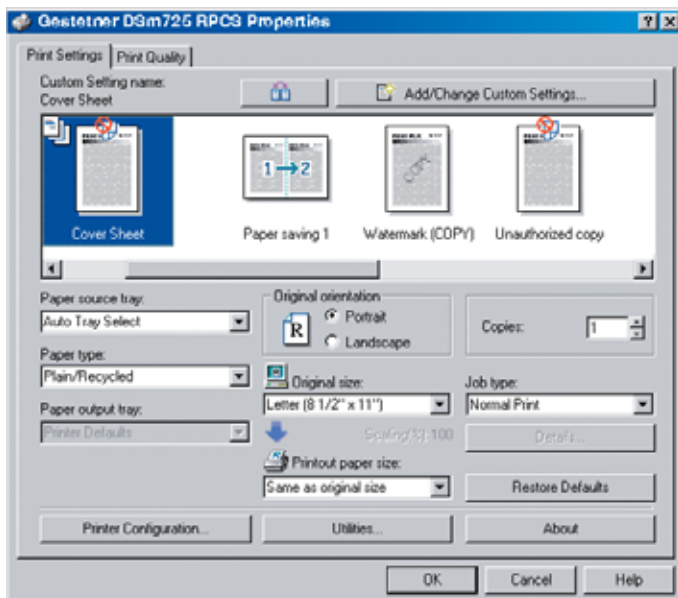 Gestetner DSm725 RPCS Properties
Print Settings
Print Quality
Custom Setting name:
Cover Sheet
Add/Change Custom Settings...
1 2
COPY
Cover Sheet
Paper saving 1
Watermark (COPY)
Unauthorized copy
Paper source tray:
Auto Tray Select
Paper type:
Plain/Recycled
Paper output tray:
Printer Defaults
Original orientation
R
Portrait
Landscape
Copies:
1
Original size:
Letter (8 1/2" x 11")
Scaling(%): 100
Printout paper size:
Same as original size
Job type:
Normal Print
Details...
Restore Defaults
Printer Configuration...
Utilities...
About
OK
Cancel
Help